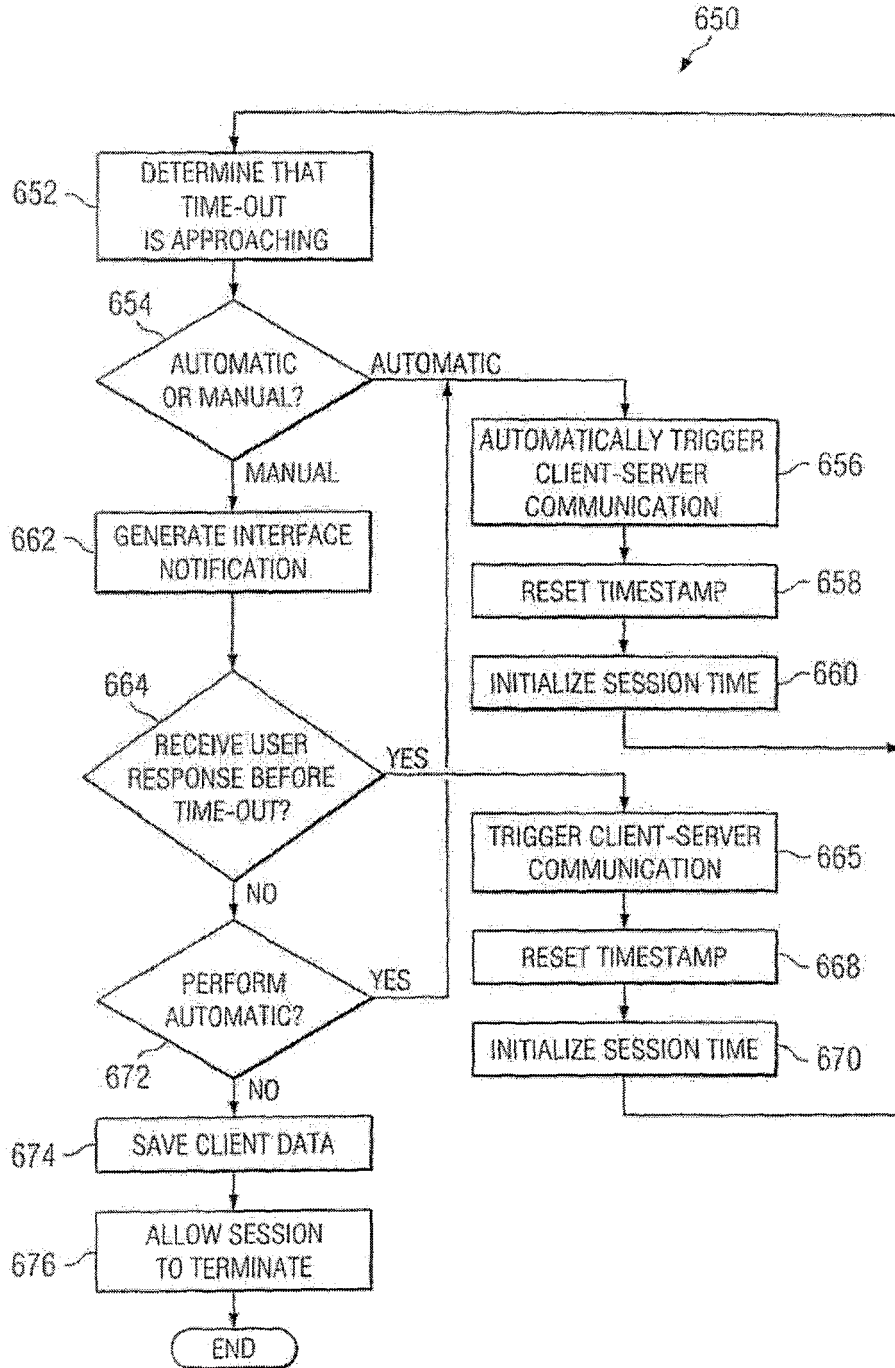 650
652
DETERMINE THAT
TIME-OUT
IS APPROACHING
654
AUTOMATIC
OR MANUAL?
AUTOMATIC
MANUAL
AUTOMATICALLY TRIGGER
CLIENT-SERVER
COMMUNICATION
656
662
GENERATE INTERFACE
NOTIFICATION
RESET TIMESTAMP
658
INITIALIZE SESSION TIME
660
664
RECEIVE USER
RESPONSE BEFORE
TIME-OUT?
YES
NO
TRIGGER CLIENT-SERVER
COMMUNICATION
665
RESET TIMESTAMP
668
INITIALIZE SESSION TIME
670
PERFORM
AUTOMATIC?
YES
672
NO
674
SAVE CLIENT DATA
676
ALLOW SESSION
TO TERMINATE
END